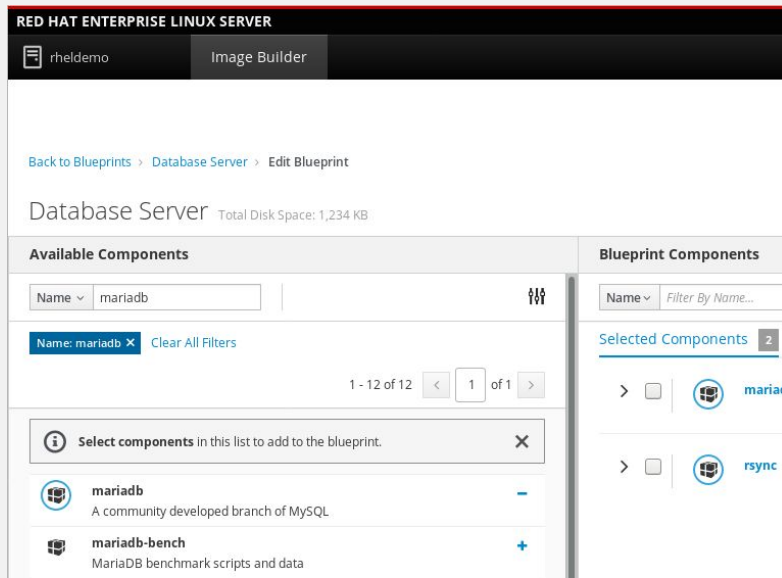 RED HAT ENTERPRISE LINUX SERVER
rheldemo Image Builder
Back to Blueprints > Database Server > Edit Blueprint
Database Server Total Disk Space: 1,234 KB
Available Components
Name mariadb
Name: mariadb × Clear All Filters
1 - 12 of 12 < 1 of 1 >
Select components in this list to add to the blueprint.
mariadb
A community developed branch of MySQL
mariadb-bench
MariaDB benchmark scripts and data
Blueprint Components
Name Filter By Name...
Selected Components 2
rsync